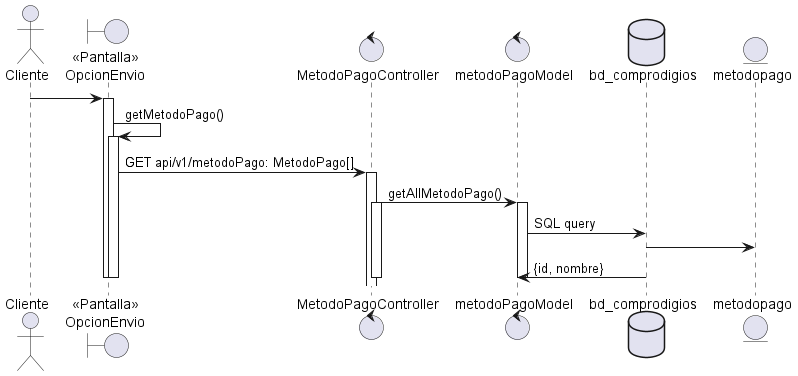 «Pantalla»
Cliente
OpcionEnvio
MetodoPagoController
metodoPagoModel
bd_comprodigios
metodopago
getMetodoPago()
GET api/v1/metodoPago: MetodoPago[]
getAllMetodoPago()
SQL query
{id, nombre}
Cliente
«Pantalla»
OpcionEnvio
MetodoPagoController
metodoPagoModel
bd_comprodigios
metodopago